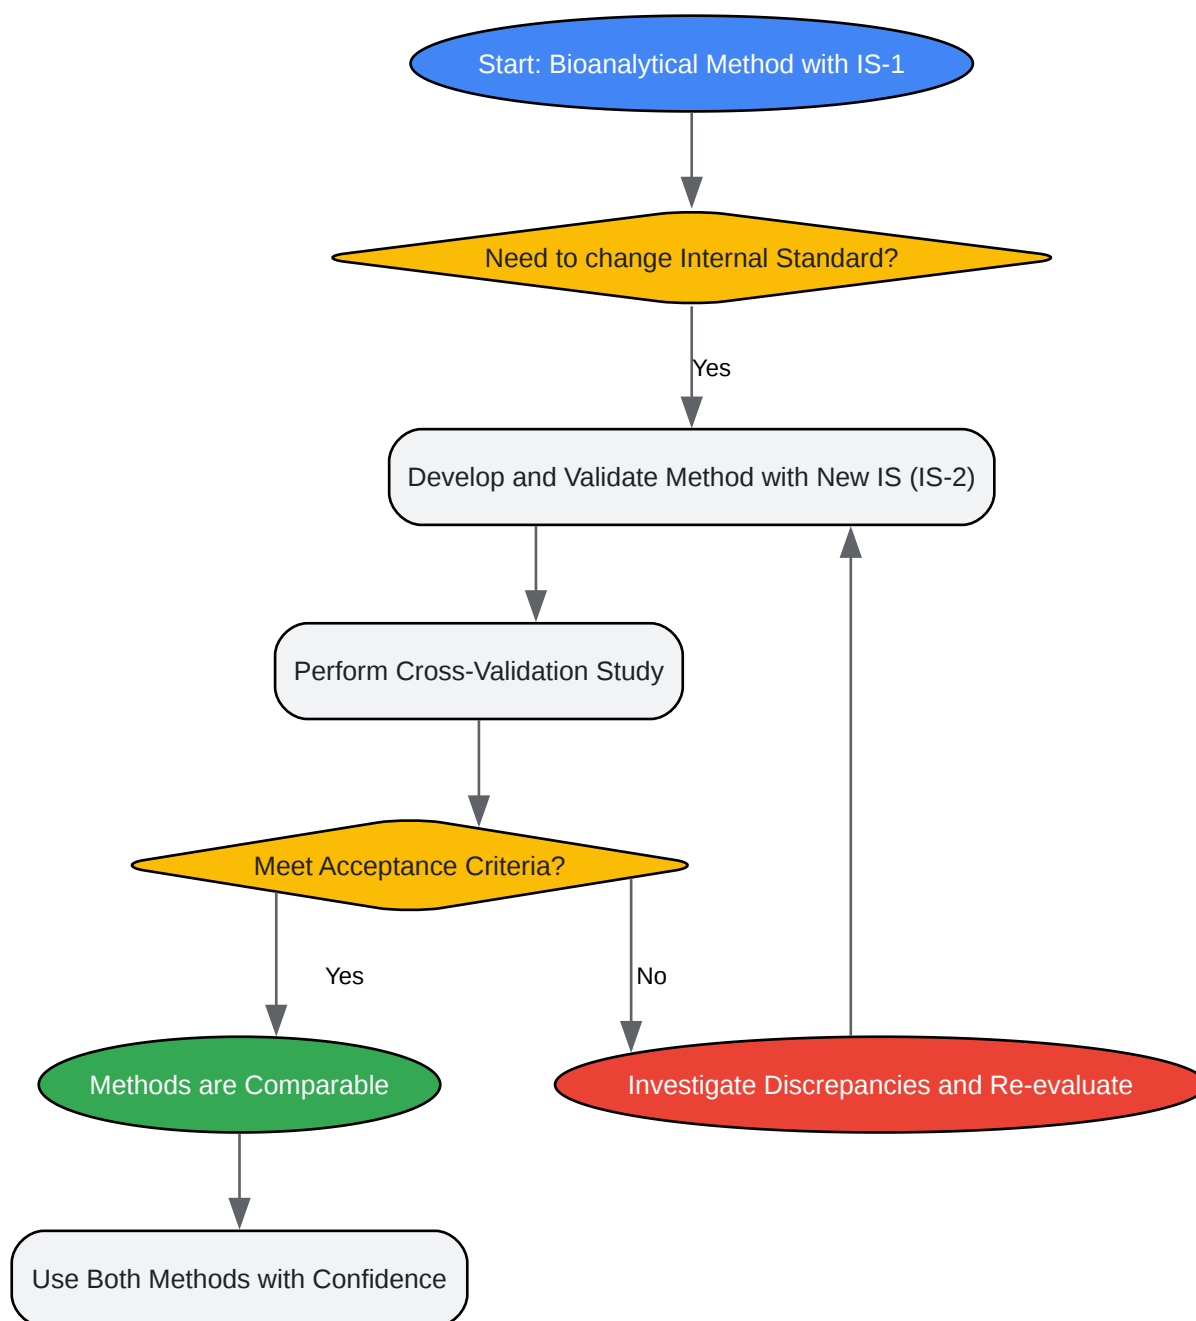 Start: Bioanalytical Method with IS-1
Need to change Internal Standard?
Yes
Develop and Validate Method with New IS (IS-2)
Perform Cross-Validation Study
Meet Acceptance Criteria?
Yes
No
Methods are Comparable
Investigate Discrepancies and Re-evaluate
Use Both Methods with Confidence